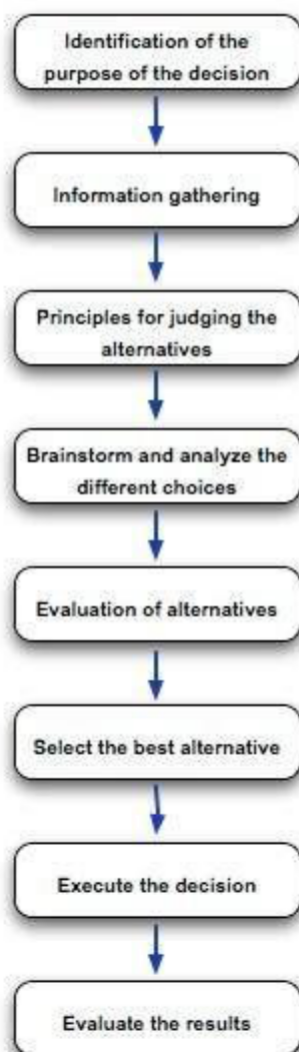 Identification of the
purpose of the decision
Information gathering
Principles for judging the
alternatives
Brainstorm and analyze the
different choices
Evaluation of alternatives
Select the best alternative
Execute the decision
Evaluate the results